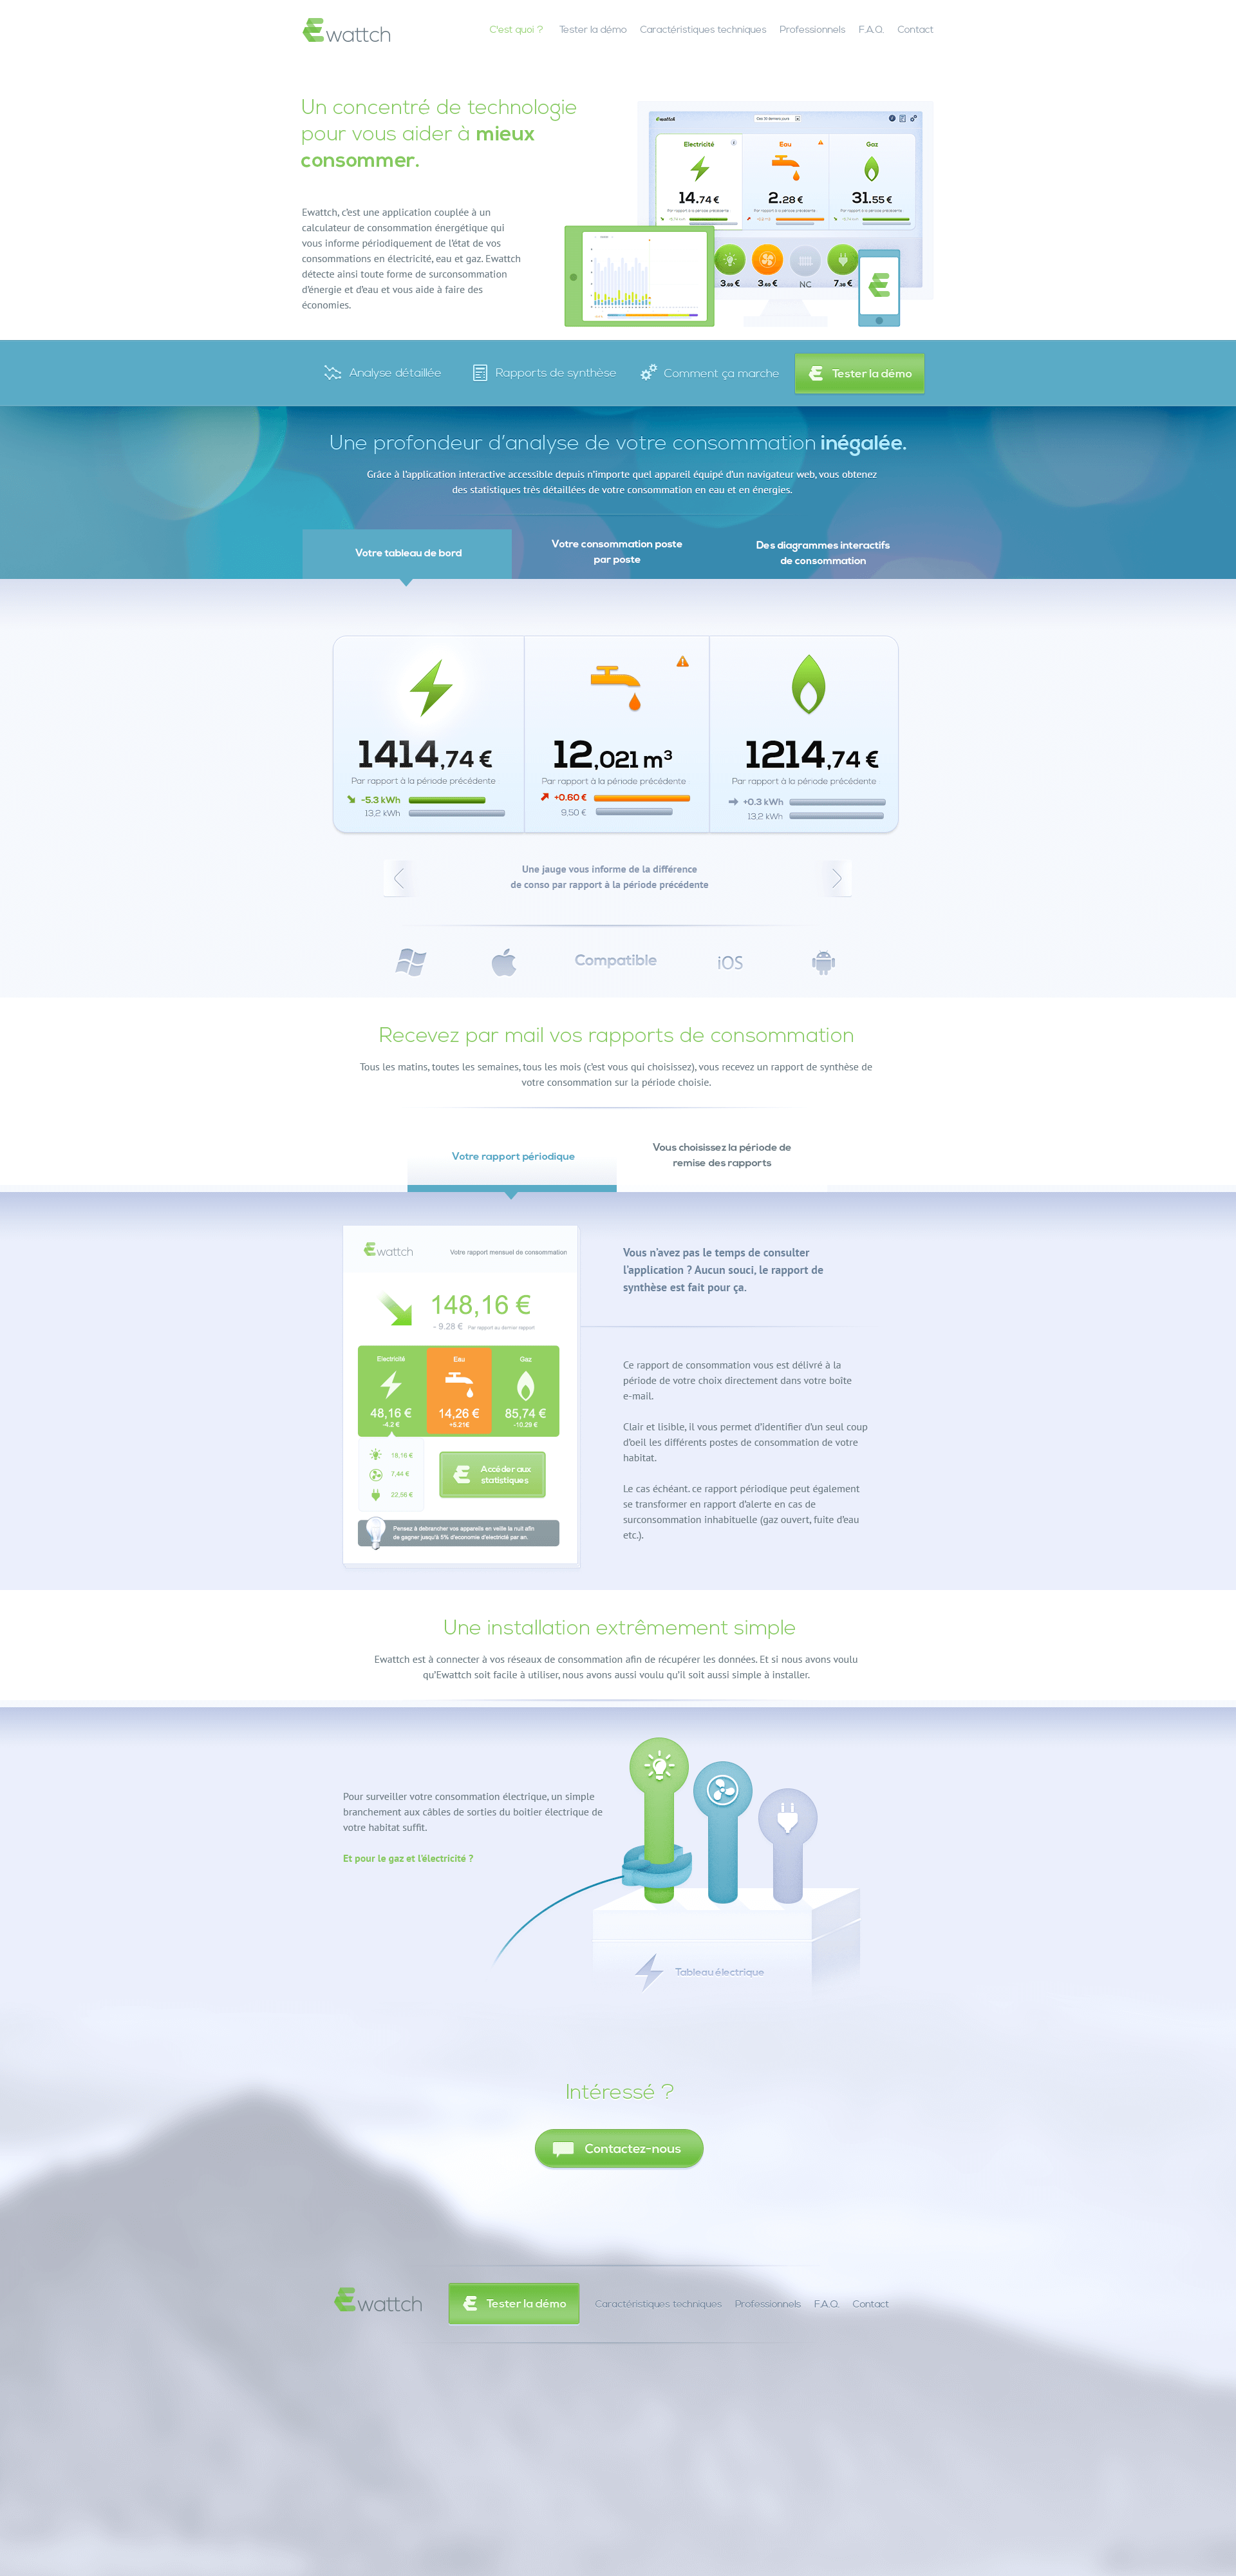 Ewattch
C'est quoi ? Tester la démo Caractéristiques techniques Professionnels F.A.Q. Contact
Un concentré de technologie
pour vous aider à mieux
consommer.
Ewattch, c'est une application couplée à un
calculateur de consommation énergétique qui
vous informe périodiquement de l'état de vos
consommations en électricité, eau et gaz. Ewattch
détecte ainsi toute forme de surconsommation
d'énergie et d'eau et vous aide à faire des
économies.
Ewattch
Electricité Eau Gaz
14.74 € 2.28 € 31.55 €
Par rapport à la période précédente Par rapport à la période précédente Par rapport à la période précédente
NC
Analyse détaillée
Rapports de synthèse
Comment ça marche
Tester la démo
Une profondeur d'analyse de votre consommation inégalée.
Grâce à l'application interactive accessible depuis n'importe quel appareil équipé d'un navigateur web, vous obtenez
des statistiques très détaillées de votre consommation en eau et en énergies.
Votre tableau de bord
Votre consommation poste
par poste
Des diagrammes interactifs
de consommation
1414,74 €
Par rapport à la période précédente
-5.3 kWh
13,2 kWh
12,021 m³
Par rapport à la période précédente
+0.60 €
9,50 €
1214,74 €
Par rapport à la période précédente
+0.3 kWh
13,2 kWh
Une jauge vous informe de la différence
de conso par rapport à la période précédente
Compatible
iOS
Recevez par mail vos rapports de consommation
Tous les matins, toutes les semaines, tous les mois (c'est vous qui choisissez), vous recevez un rapport de synthèse de
votre consommation sur la période choisie.
Votre rapport périodique
Vous choisissez la période de
remise des rapports
Ewattch
Votre rapport mensuel de consommation
148,16 €
- 9.28 € Par rapport au dernier rapport
Electricité Eau Gaz
48,16 € 14,26 € 85,74 €
-4.2 € +5.21€ -10.29 €
18,16 €
7,44 €
22,56 €
Accéder aux
statistiques
Pensez à debrancher vos appareils en veille la nuit afin
de gagner jusqu'à 5% d'economie d'electricité par an.
Vous n'avez pas le temps de consulter
l'application ? Aucun souci, le rapport de
synthèse est fait pour ça.
Ce rapport de consommation vous est délivré à la
période de votre choix directement dans votre boîte
e-mail.
Clair et lisible, il vous permet d'identifier d'un seul coup
d'oeil les différents postes de consommation de votre
habitat.
Le cas échéant. ce rapport périodique peut également
se transformer en rapport d'alerte en cas de
surconsommation inhabituelle (gaz ouvert, fuite d'eau
etc.).
Une installation extrêmement simple
Ewattch est à connecter à vos réseaux de consommation afin de récupérer les données. Et si nous avons voulu
qu'Ewattch soit facile à utiliser, nous avons aussi voulu qu'il soit aussi simple à installer.
Pour surveiller votre consommation électrique, un simple
branchement aux câbles de sorties du boitier électrique de
votre habitat suffit.
Et pour le gaz et l'électricité ?
Tableau électrique
Intéressé ?
Contactez-nous
Ewattch
Tester la démo
Caractéristiques techniques Professionnels F.A.Q. Contact